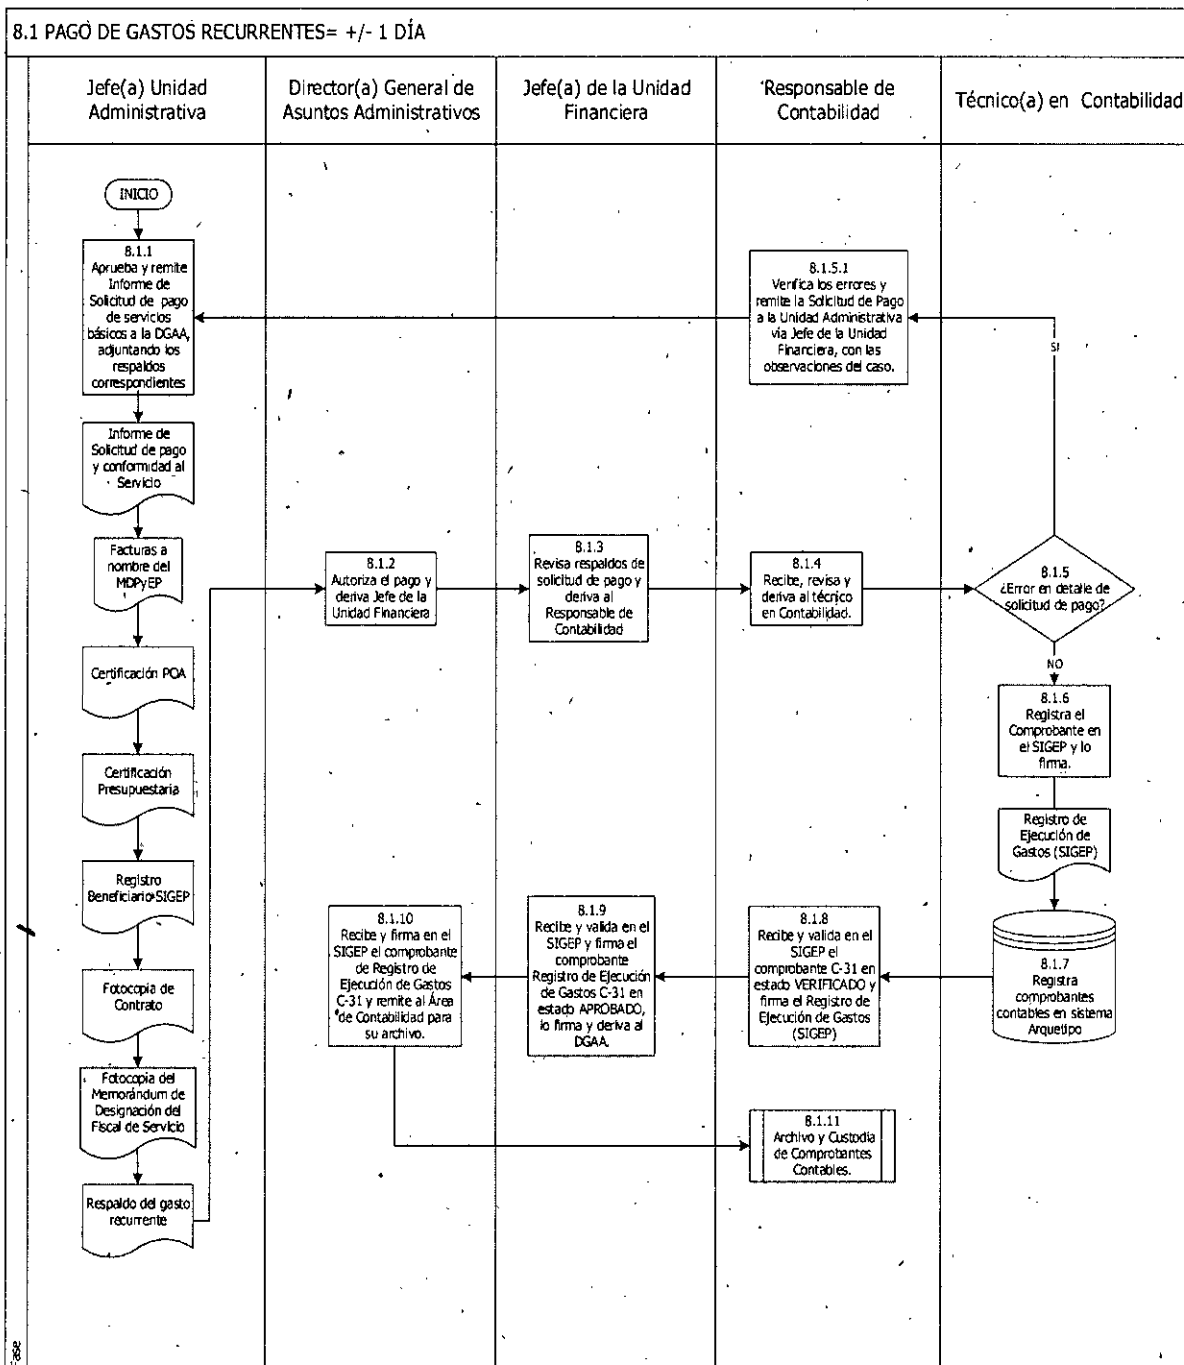 8.1 PAGO DE GASTOS RECURRENTES= +/- 1 DÍA
Jefe(a) Unidad
Administrativa
Director(a) General de
Asuntos Administrativos
Jefe(a) de la Unidad
Financiera
Responsable de
Contabilidad
Técnico(a) en Contabilidad
INICIO
8.1.1
Aprueba y remite
Informe de
Solicitud de pago
de servicios
básicos a la DGAA,
adjuntando los
respaldos
correspondientes
8.1.5.1
Verifica los errores y
remite la Solicitud de Pago
a la Unidad Administrativa
via Jefe de la Unidad
Financiera, con las
observaciones del caso.
SI
Informe de
Solicitud de pago
y conformidad al
Servicio
Facturas a
nombre del
MDPyEP
8.1.2
Autoriza el pago y
deriva Jefe de la
Unidad Financiera
8.1.3
Revisa respaldos de
solicitud de pago y
deriva al
Responsable de
Contabilidad
8.1.4
Recibe, revisa y
deriva al técnico
en Contabilidad.
8.1.5
¿Error en detalle de
solicitud de pago?
NO
Certificación POA
8.1.6
Registra el
Comprobante en
el SIGEP y lo
firma.
Certificación
Presupuestaria
Registro de
Ejecución de
Gastos (SIGEP)
Registro
Beneficiario-SIGEP
8.1.10
Recibe y firma en el
SIGEP el comprobante
de Registro de
Ejecución de Gastos
C-31 y remite al Área
de Contabilidad para
su archivo.
8.1.9
Recibe y valida en el
SIGEP y firma el
comprobante
Registro de Ejecución
de Gastos C-31 en
estado APROBADO,
lo firma y deriva al
DGAA.
8.1.8
Recibe y valida en el
SIGEP el
comprobante C-31 en
estado VERIFICADO y
firma el Registro de
Ejecución de Gastos
(SIGEP)
8.1.7
Registra
comprobantes
contables en sistema
Arquetipo
Fotocopia de
Contrato
Fotocopia del
Memorándum de
Designación del
Fiscal de Servicio
8.1.11
Archivo y Custodia
de Comprobantes
Contables.
Respaldo del gasto
recurrente